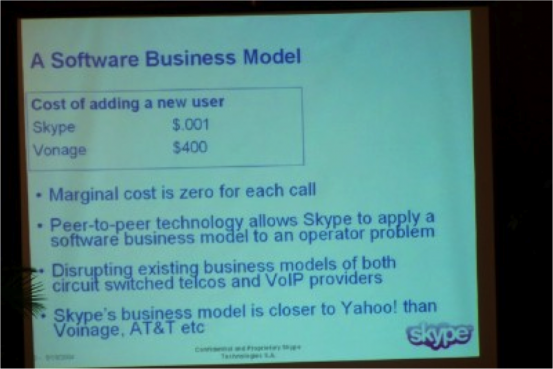 A Software Business Model
Cost of adding a new user
Skype $.001
Vonage $400
• Marginal cost is zero for each call
• Peer-to-peer technology allows Skype to apply a
software business model to an operator problem
• Disrupting existing business models of both
circuit switched telcos and VoIP providers
• Skype's business model is closer to Yahoo! than
Voinage, AT&T etc
skype
Confidential and Proprietary Skype
Technologies S.A.